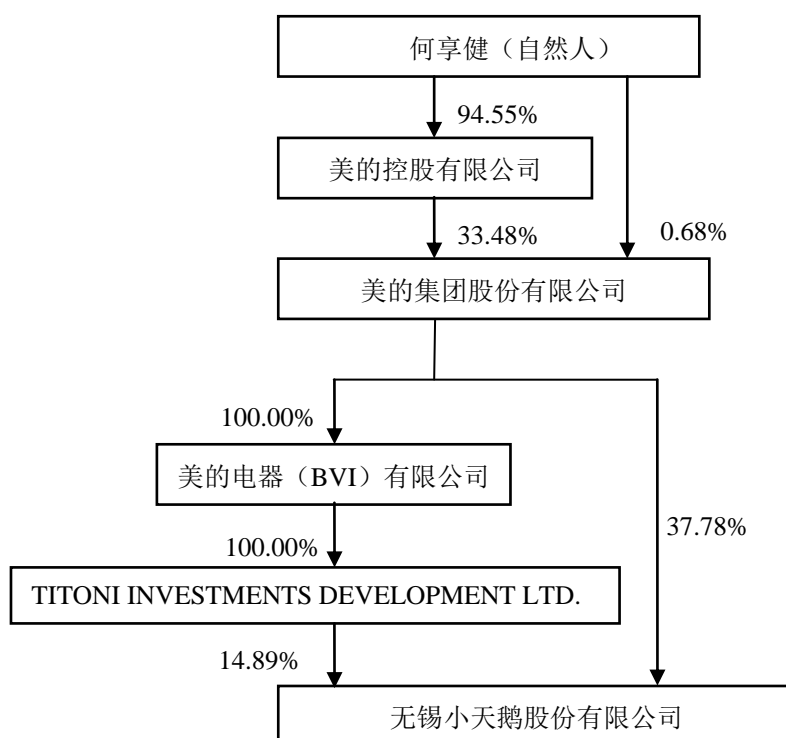 何享健（自然人）
94.55%
美的控股有限公司
33.48%
0.68%
美的集团股份有限公司
100.00%
美的电器（BVI）有限公司
37.78%
100.00%
TITONI INVESTMENTS DEVELOPMENT LTD.
14.89%
无锡小天鹅股份有限公司